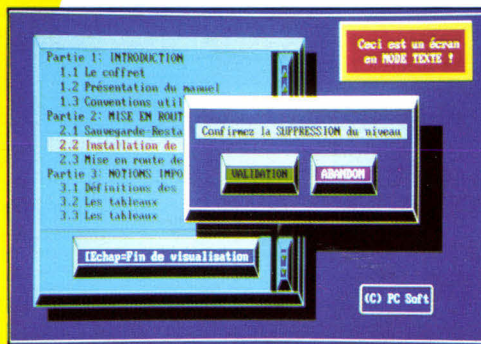 Ceci est un écran
en MODE TEXTE !
Partie 1: INTRODUCTION
1.1 Le coffret
1.2 Présentation du manuel
1.3 Conventions util
Partie 2: MISE EN ROUT
2.1 Sauvegarde-Resta
2.2 Installation de
2.3 Mise en route de
Partie 3: NOTIONS IMPO
3.1 Définitions des
3.2 Les tableaux
3.3 Les tableaux
Confirmez la SUPPRESSION du niveau
VALIDATION
ABANDON
[Echap=Fin de visualisation
(C) PC Soft